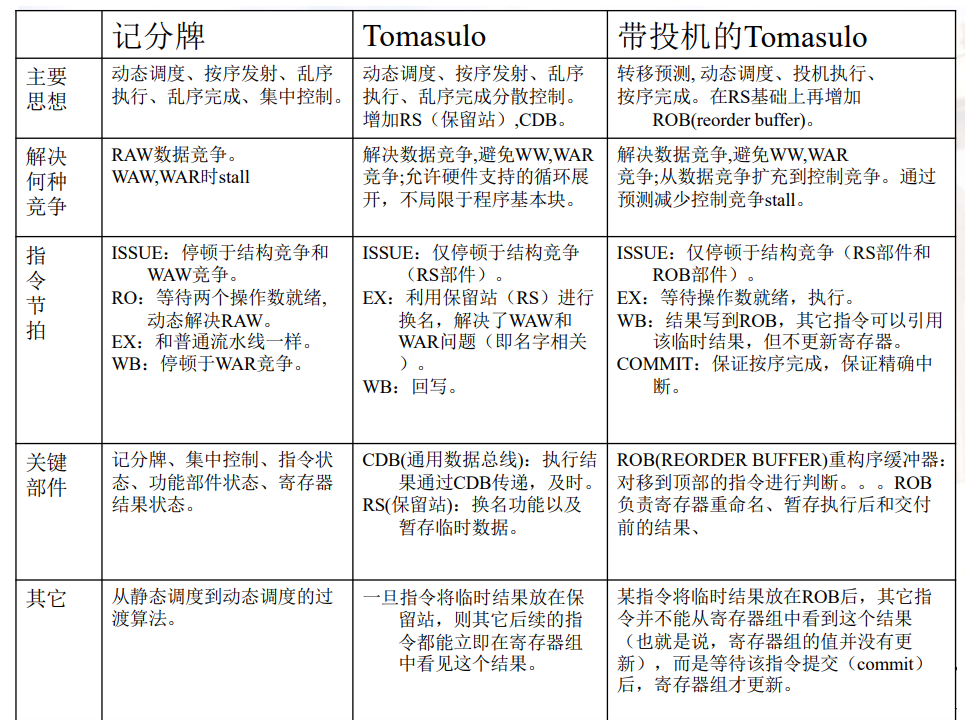 记分牌
Tomasulo
带投机的Tomasulo
主要
思想
动态调度、按序发射、乱序
执行、乱序完成、集中控制。
动态调度、按序发射、乱序
执行、乱序完成分散控制。
增加RS（保留站）,CDB。
转移预测, 动态调度、投机执行、
按序完成。在RS基础上再增加
ROB(reorder buffer)。
解决
何种
竞争
RAW数据竞争。
WAW,WAR时stall
解决数据竞争,避免WW,WAR
竞争;允许硬件支持的循环展
开，不局限于程序基本块。
解决数据竞争,避免WW,WAR
竞争;从数据竞争扩充到控制竞争。通过
预测减少控制竞争stall。
指
令
节
拍
ISSUE：停顿于结构竞争和
WAW竞争。
RO：等待两个操作数就绪,
动态解决RAW。
EX：和普通流水线一样。
WB：停顿于WAR竞争。
ISSUE：仅停顿于结构竞争
（RS部件）。
EX：利用保留站（RS）进行
换名，解决了WAW和
WAR问题（即名字相关
）。
WB：回写。
ISSUE：仅停顿于结构竞争（RS部件和
ROB部件）。
EX：等待操作数就绪，执行。
WB：结果写到ROB，其它指令可以引用
该临时结果，但不更新寄存器。
COMMIT：保证按序完成，保证精确中
断。
关键
部件
记分牌、集中控制、指令状
态、功能部件状态、寄存器
结果状态。
CDB(通用数据总线)：执行结
果通过CDB传递，及时。
RS(保留站)：换名功能以及
暂存临时数据。
ROB(REORDER BUFFER)重构序缓冲器：
对移到顶部的指令进行判断。。。ROB
负责寄存器重命名、暂存执行后和交付
前的结果、
其它
从静态调度到动态调度的过
渡算法。
一旦指令将临时结果放在保
留站，则其它后续的指
令都能立即在寄存器组
中看见这个结果。
某指令将临时结果放在ROB后，其它指
令并不能从寄存器组中看到这个结果
（也就是说，寄存器组的值并没有更
新），而是等待该指令提交（commit）
后，寄存器组才更新。